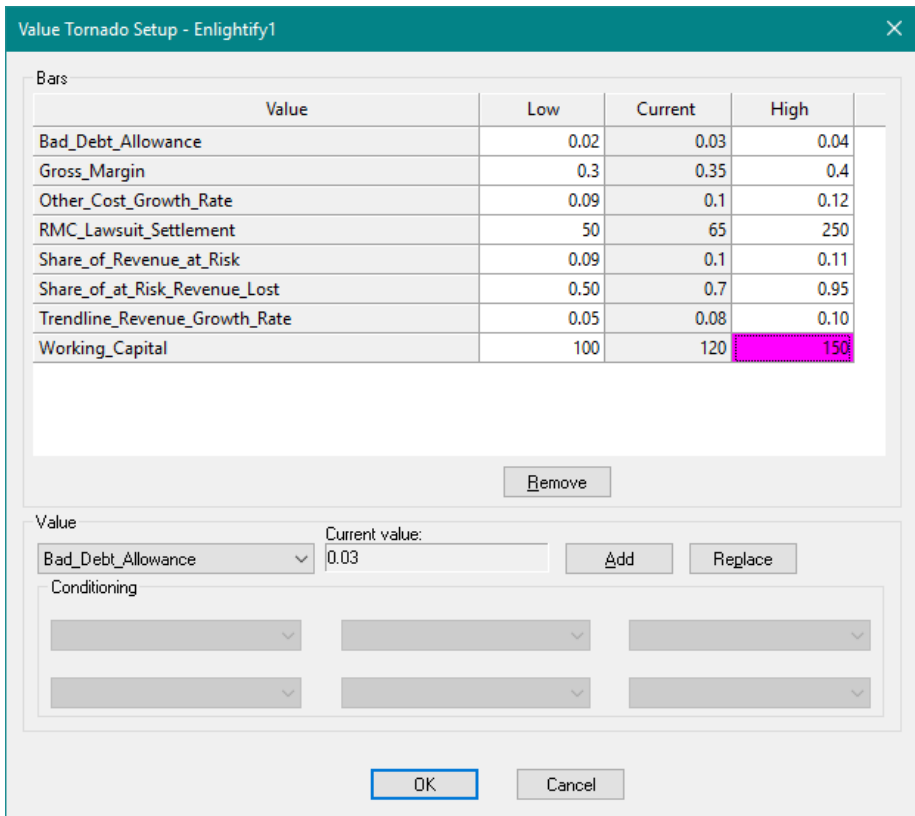 Value Tornado Setup - Enlightify1
Bars
Value Low Current High
Bad_Debt_Allowance 0.02 0.03 0.04
Gross_Margin 0.3 0.35 0.4
Other_Cost_Growth_Rate 0.09 0.1 0.12
RMC_Lawsuit_Settlement 50 65 250
Share_of_Revenue_at_Risk 0.09 0.1 0.11
Share_of_at_Risk_Revenue_Lost 0.50 0.7 0.95
Trendline_Revenue_Growth_Rate 0.05 0.08 0.10
Working_Capital 100 120 150
Remove
Value
Current value:
Bad_Debt_Allowance 0.03 Add Replace
Conditioning
OK Cancel